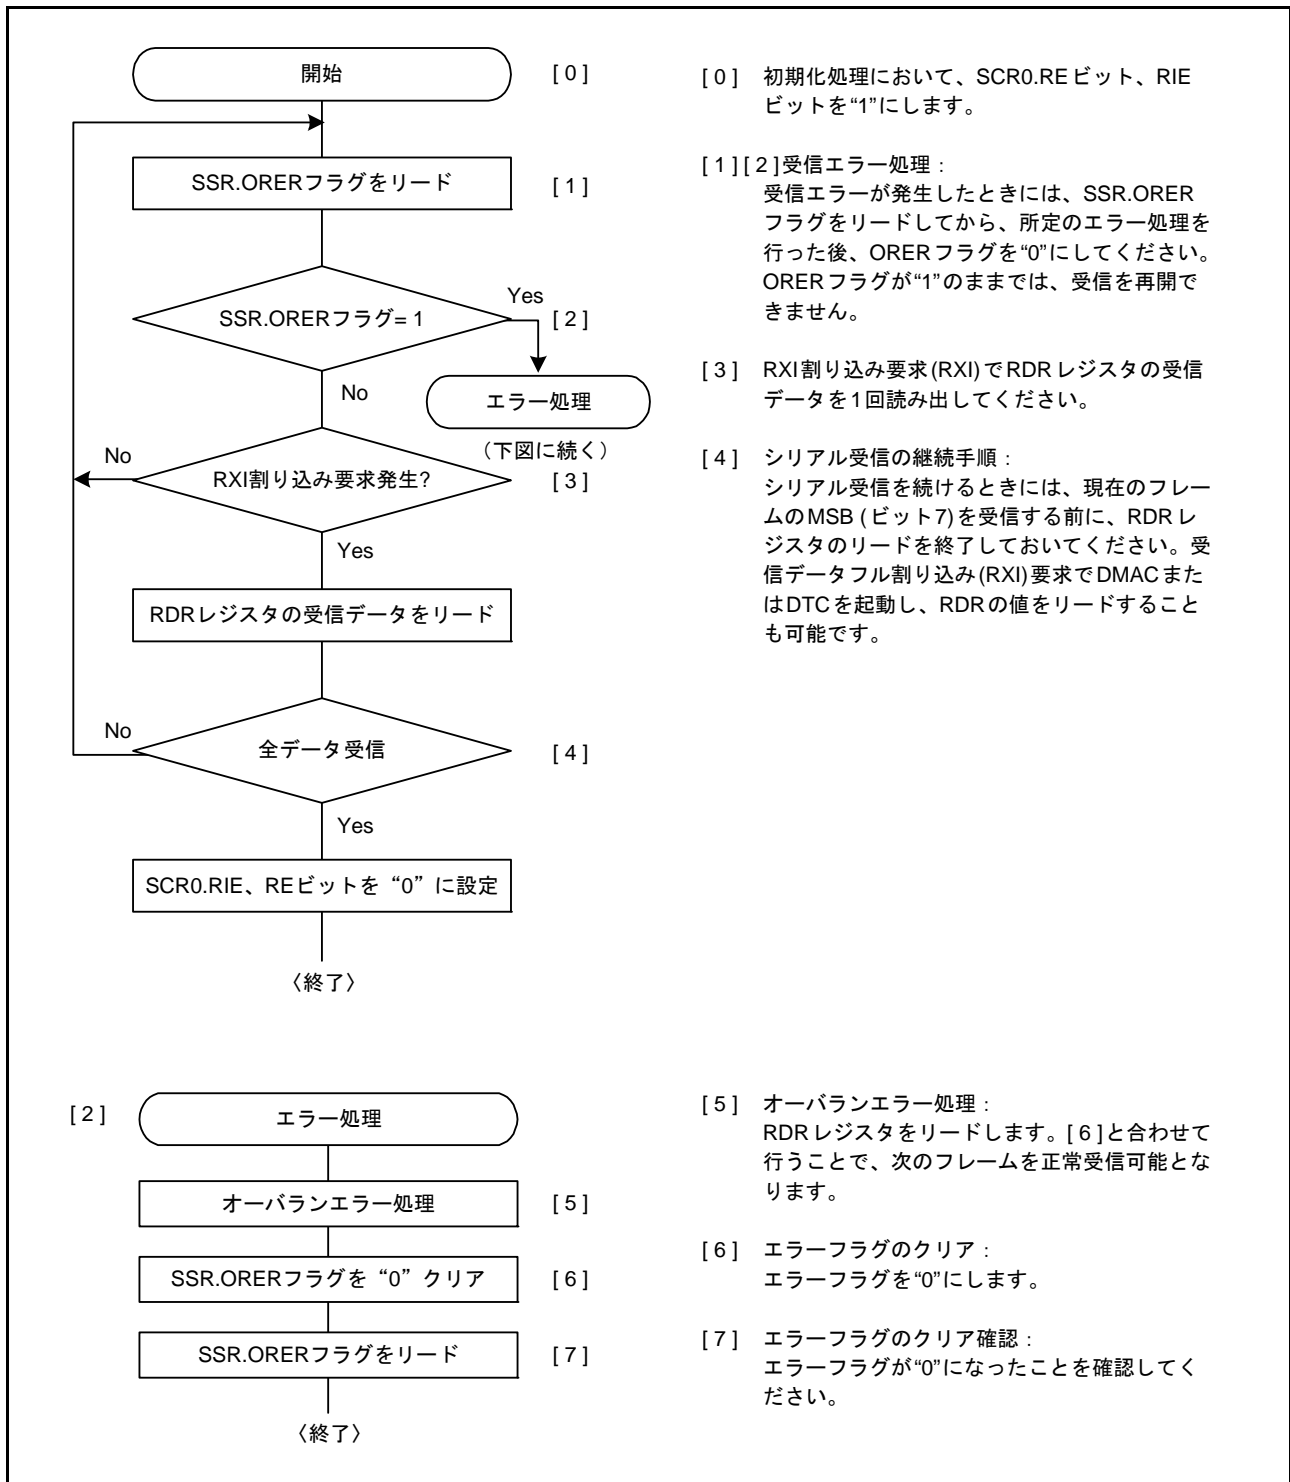 開始
[ 0 ]
SSR.ORERフラグをリード
[ 1 ]
SSR.ORERフラグ= 1
Yes
[ 2 ]
No
エラー処理
（下図に続く）
No
RXI割り込み要求発生?
[ 3 ]
Yes
RDRレジスタの受信データをリード
No
全データ受信
[ 4 ]
Yes
SCR0.RIE、REビットを“0”に設定
〈終了〉
[ 0 ] 初期化処理において、SCR0.REビット、RIE
ビットを“1”にします。
[ 1 ] [ 2 ]受信エラー処理：
受信エラーが発生したときには、SSR.ORER
フラグをリードしてから、所定のエラー処理を
行った後、ORERフラグを“0”にしてください。
ORERフラグが“1”のままでは、受信を再開で
きません。
[ 3 ] RXI割り込み要求(RXI)でRDRレジスタの受信
データを1回読み出してください。
[ 4 ] シリアル受信の継続手順：
シリアル受信を続けるときには、現在のフレー
ムのMSB (ビット7)を受信する前に、RDRレ
ジスタのリードを終了しておいてください。受
信データフル割り込み(RXI)要求でDMACまた
はDTCを起動し、RDRの値をリードすること
も可能です。
[ 2 ]
エラー処理
オーバランエラー処理
[ 5 ]
SSR.ORERフラグを“0”クリア
[ 6 ]
SSR.ORERフラグをリード
[ 7 ]
〈終了〉
[ 5 ] オーバランエラー処理：
RDRレジスタをリードします。[ 6 ]と合わせて
行うことで、次のフレームを正常受信可能とな
ります。
[ 6 ] エラーフラグのクリア：
エラーフラグを“0”にします。
[ 7 ] エラーフラグのクリア確認：
エラーフラグが“0”になったことを確認してく
ださい。